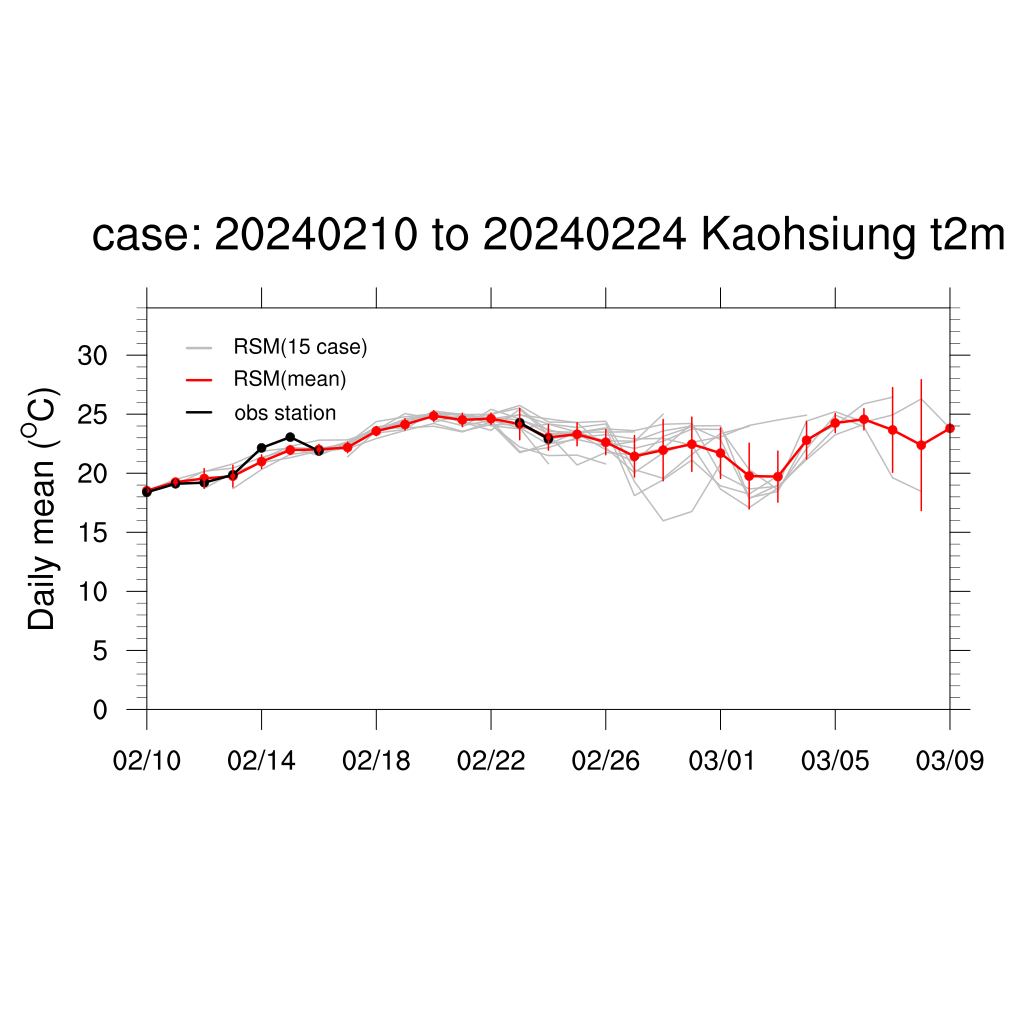 case: 20240210 to 20240224 Kaohsiung t2m
RSM(15 case)
RSM(mean)
obs station
Daily mean (°C)
30
25
20
15
10
5
0
02/10 02/14 02/18 02/22 02/26 03/01 03/05 03/09